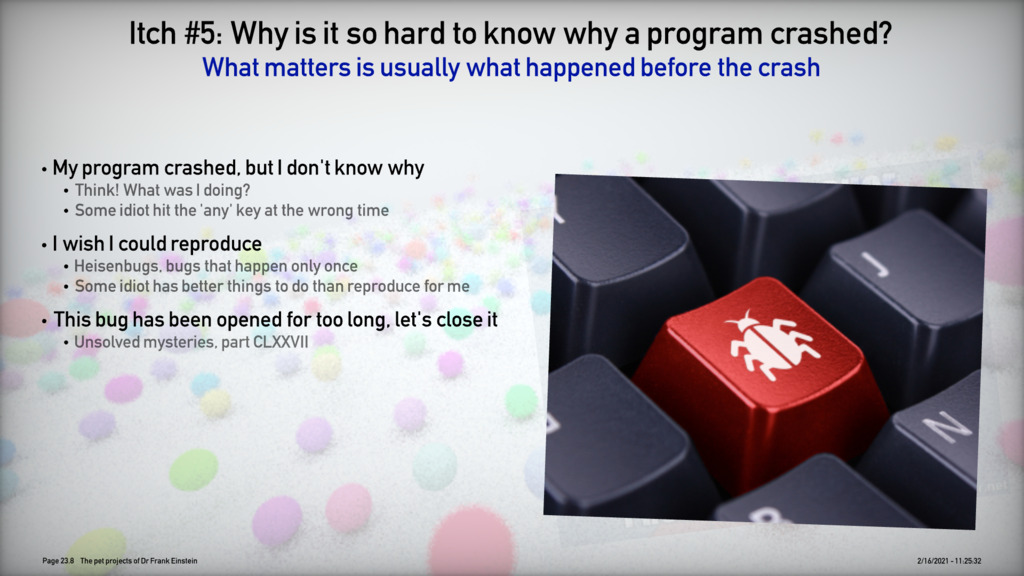 Itch #5: Why is it so hard to know why a program crashed?
What matters is usually what happened before the crash
• My program crashed, but I don't know why
• Think! What was I doing?
• Some idiot hit the 'any' key at the wrong time
• I wish I could reproduce
• Heisenbugs, bugs that happen only once
• Some idiot has better things to do than reproduce for me
• This bug has been opened for too long, let's close it
• Unsolved mysteries, part CLXXVII
J
N
Page 23.8 The pet projects of Dr Frank Einstein
2/16/2021 - 11:25:32